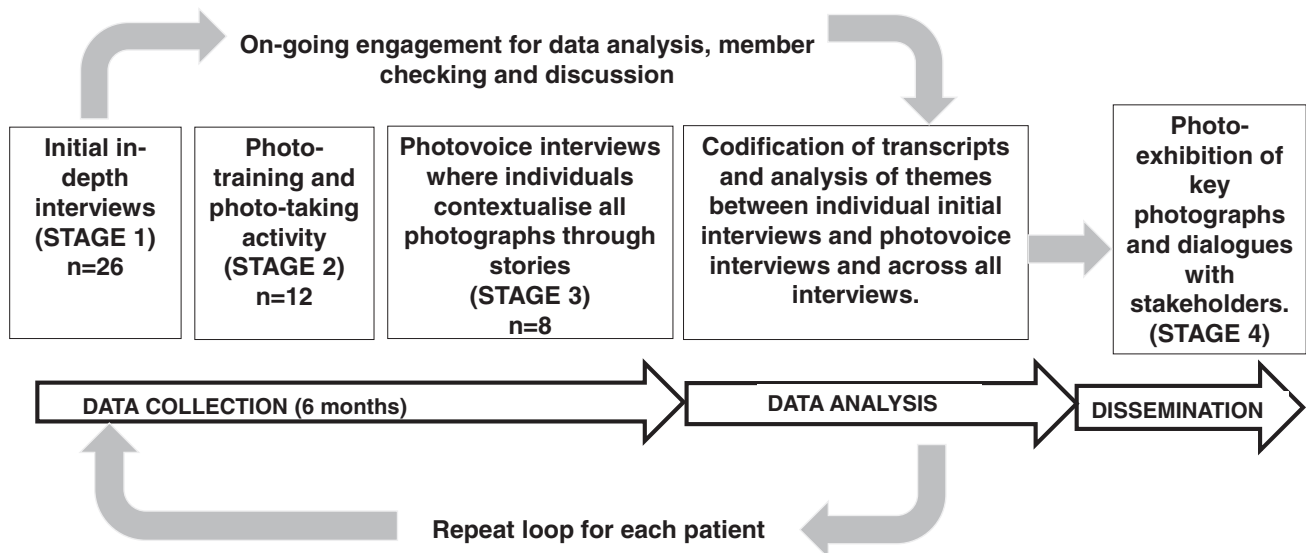 On-going engagement for data analysis, member
checking and discussion
Initial in-
depth
interviews
(STAGE 1)
n=26
Photo-
training and
photo-taking
activity
(STAGE 2)
n=12
Photovoice interviews
where individuals
contextualise all
photographs through
stories
(STAGE 3)
n=8
Codification of transcripts
and analysis of themes
between individual initial
interviews and photovoice
interviews and across all
interviews.
Photo-
exhibition of
key
photographs
and dialogues
with
stakeholders.
(STAGE 4)
DATA COLLECTION (6 months)
DATA ANALYSIS
DISSEMINATION
Repeat loop for each patient